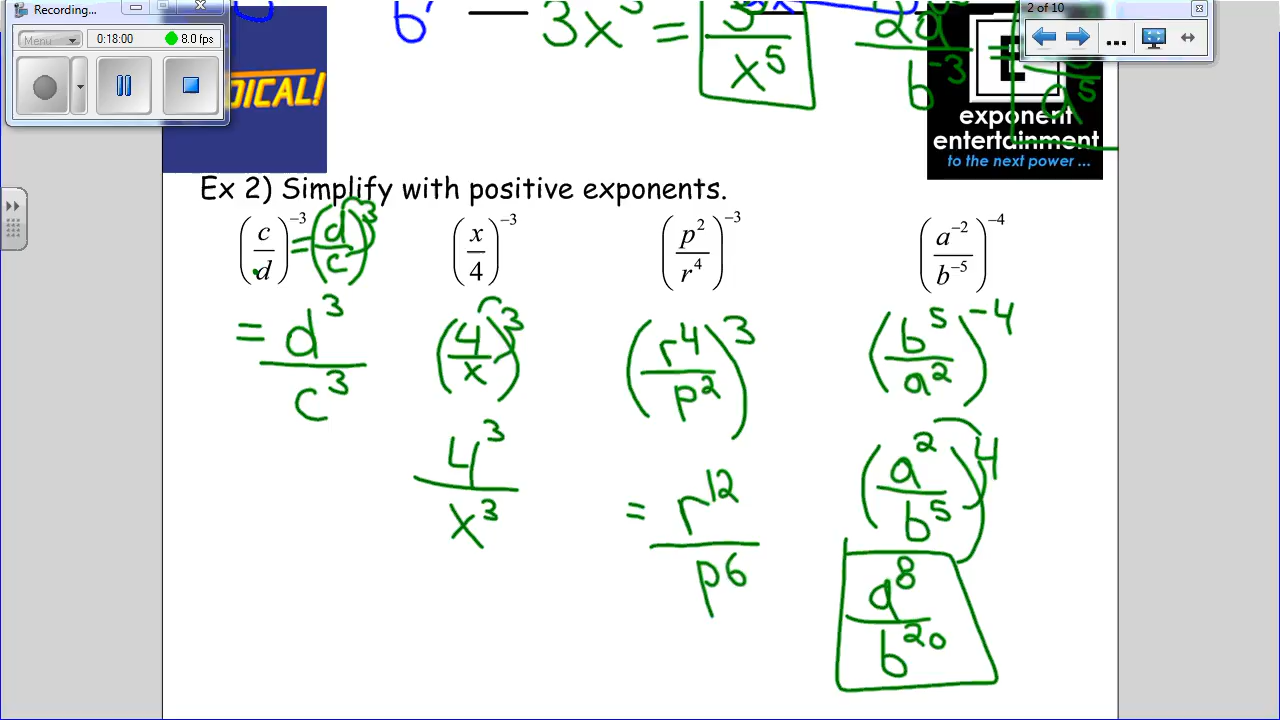 Recording...
Menu
0:18:00
8.0fps
2 of 10
3x = 3/x^5
b^-3
a^5
DICAL!
E
exponent
entertainment
to the next power ...
Ex 2) Simplify with positive exponents.
(c/d)^-3 = (d/c)^3
= d^3/c^3
(x/4)^-3
(4/x)^3
4^3/x^3
(p^2/r^4)^-3
(r^4/p^2)^3
= r^12/p^6
(a^-2/b^-5)^-4
(b^5/a^2)^-4
(a^2/b^5)^4
a^8/b^20